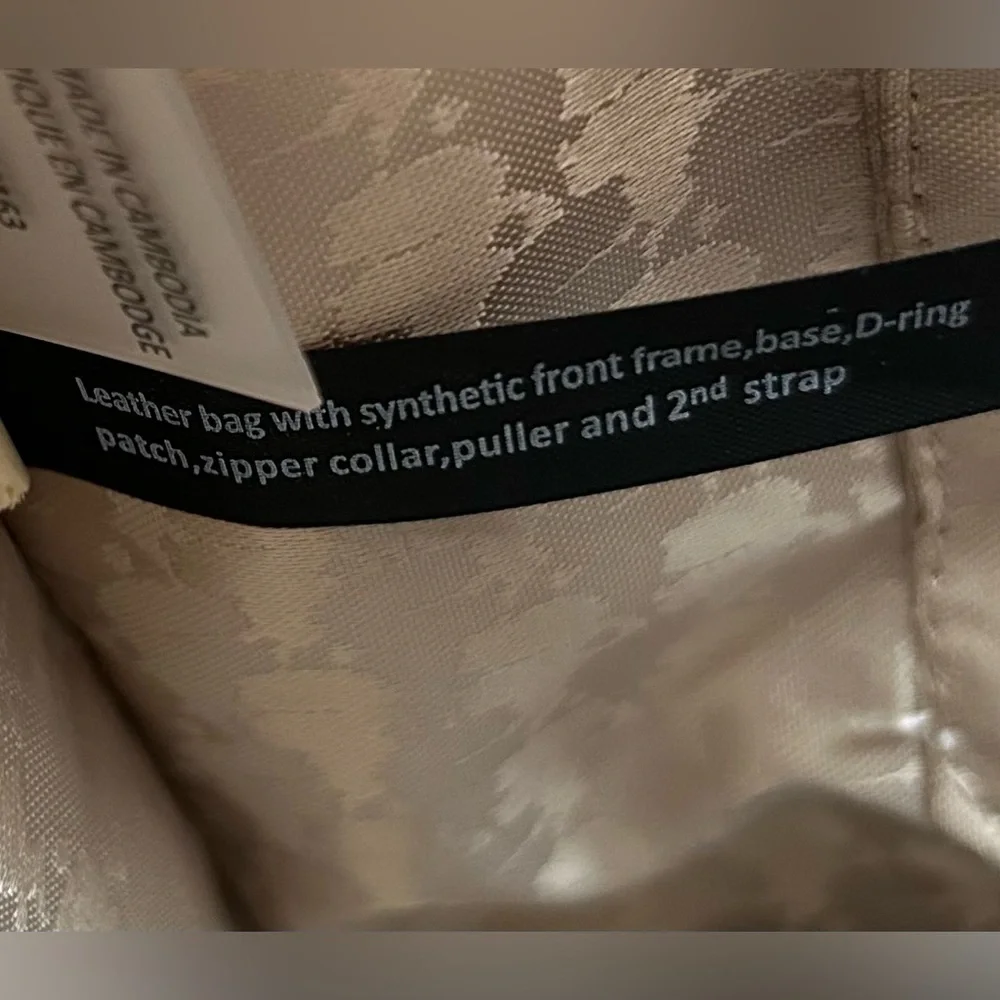 MADE IN CAMBODIA
EN CAMBODGE
Leather bag with synthetic front frame,base,D-ring
patch,zipper collar,puller and 2nd strap